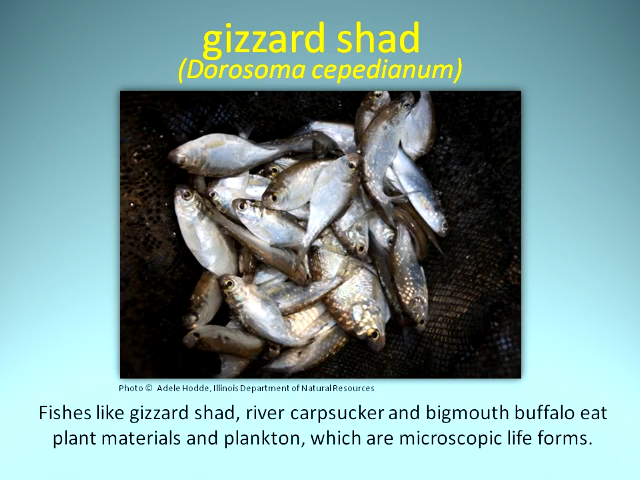 gizzard shad
(Dorosoma cepedianum)
Photo © Adele Hodde, Illinois Department of Natural Resources
Fishes like gizzard shad, river carpsucker and bigmouth buffalo eat
plant materials and plankton, which are microscopic life forms.